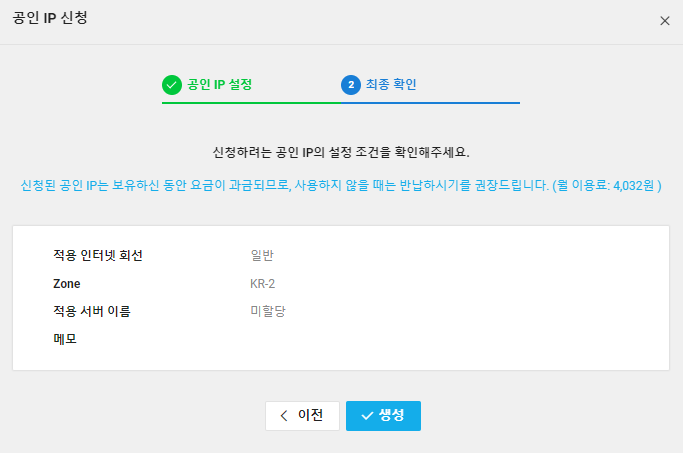 공인 IP 신청
공인 IP 설정
2 최종 확인
신청하려는 공인 IP의 설정 조건을 확인해주세요.
신청된 공인 IP는 보유하신 동안 요금이 과금되므로, 사용하지 않을 때는 반납하시기를 권장드립니다. (월 이용료: 4,032원 )
적용 인터넷 회선 일반
Zone KR-2
적용 서버 이름 미할당
메모
이전 생성